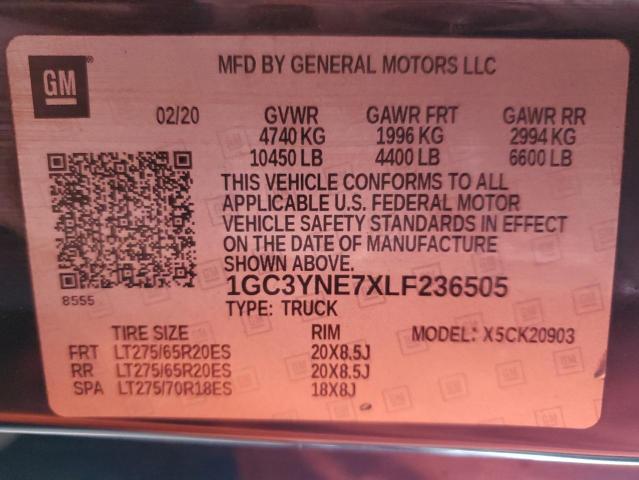 GM
MFD BY GENERAL MOTORS LLC
02/20 GVWR GAWR FRT GAWR RR
4740 KG 1996 KG 2994 KG
10450 LB 4400 LB 6600 LB
THIS VEHICLE CONFORMS TO ALL
APPLICABLE U.S. FEDERAL MOTOR
VEHICLE SAFETY STANDARDS IN EFFECT
ON THE DATE OF MANUFACTURE
SHOWN ABOVE.
8555
1GC3YNE7XLF236505
TYPE: TRUCK
TIRE SIZE RIM MODEL: X5CK20903
FRT LT275/65R20ES 20X8.5J
RR LT275/65R20ES 20X8.5J
SPA LT275/70R18ES 18X8J